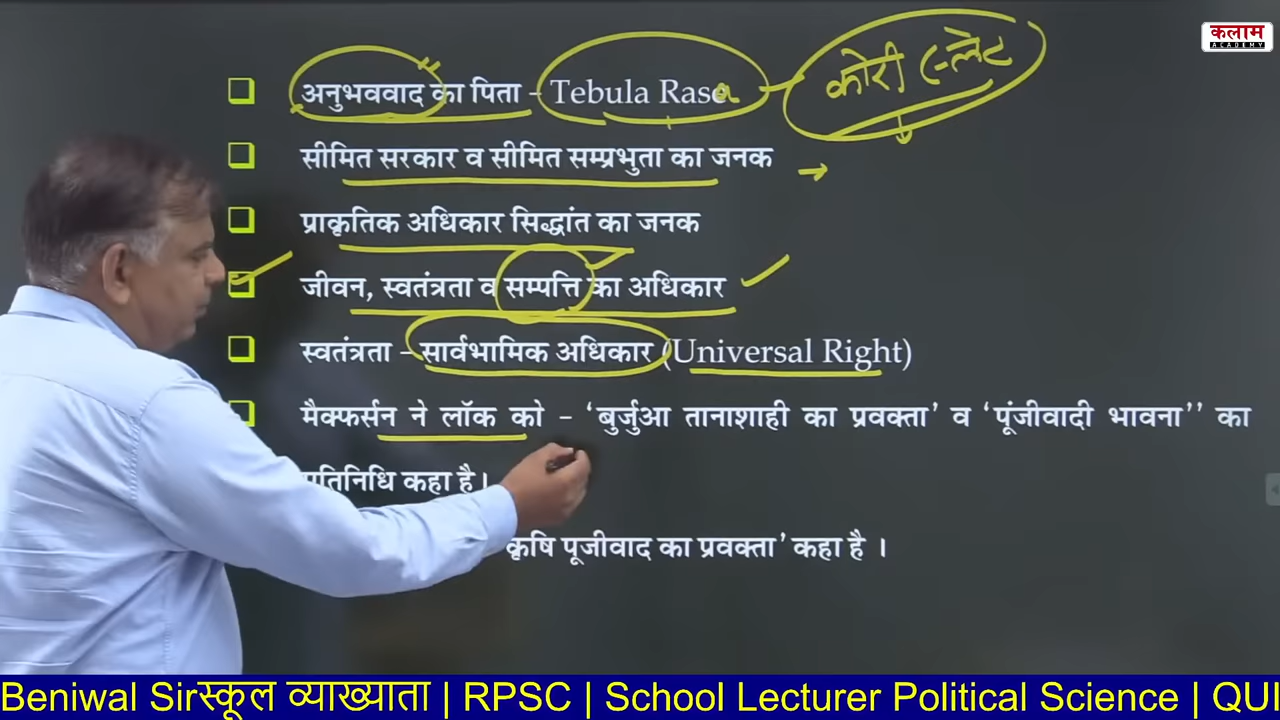 कलाम
ACADEMY
अनुभववाद का पिता - Tebula Rasa
कोरी स्लेट
सीमित सरकार व सीमित सम्प्रभुता का जनक →
प्राकृतिक अधिकार सिद्धांत का जनक
जीवन, स्वतंत्रता व सम्पत्ति का अधिकार
स्वतंत्रता – सार्वभामिक अधिकार (Universal Right)
मैक्फर्सन ने लॉक को – ‘बुर्जुआ तानाशाही का प्रवक्ता’ व ‘पूंजीवादी भावना’’ का
प्रतिनिधि कहा है।
कृषि पूजीवाद का प्रवक्ता’ कहा है ।
Beniwal Sirस्कूल व्याख्याता | RPSC | School Lecturer Political Science | QUI